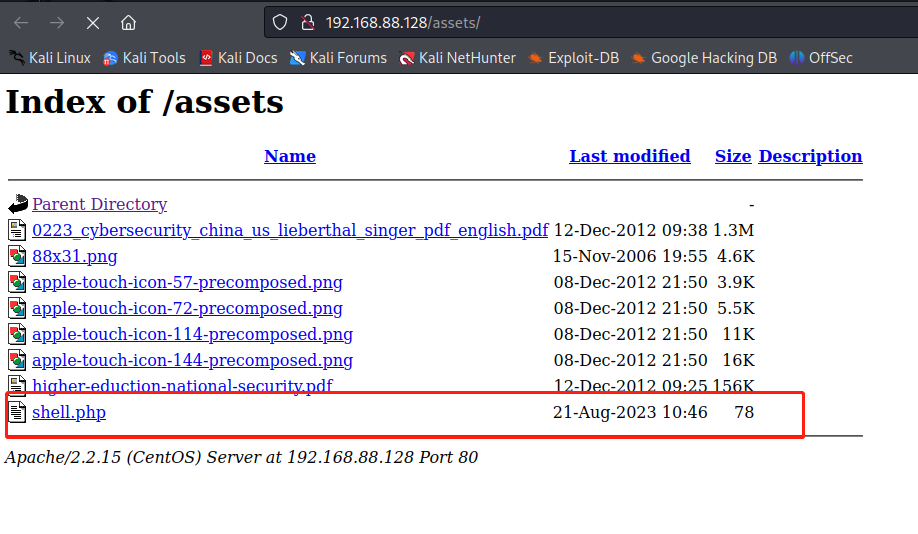 192.168.88.128/assets/
Kali Linux Kali Tools Kali Docs Kali Forums Kali NetHunter Exploit-DB Google Hacking DB OffSec
Index of /assets
Name Last modified Size Description
Parent Directory -
0223_cybersecurity_china_us_lieberthal_singer_pdf_english.pdf 12-Dec-2012 09:38 1.3M
88x31.png 15-Nov-2006 19:55 4.6K
apple-touch-icon-57-precomposed.png 08-Dec-2012 21:50 3.9K
apple-touch-icon-72-precomposed.png 08-Dec-2012 21:50 5.5K
apple-touch-icon-114-precomposed.png 08-Dec-2012 21:50 11K
apple-touch-icon-144-precomposed.png 08-Dec-2012 21:50 16K
higher-eduction-national-security.pdf 12-Dec-2012 09:25 156K
shell.php 21-Aug-2023 10:46 78
Apache/2.2.15 (CentOS) Server at 192.168.88.128 Port 80